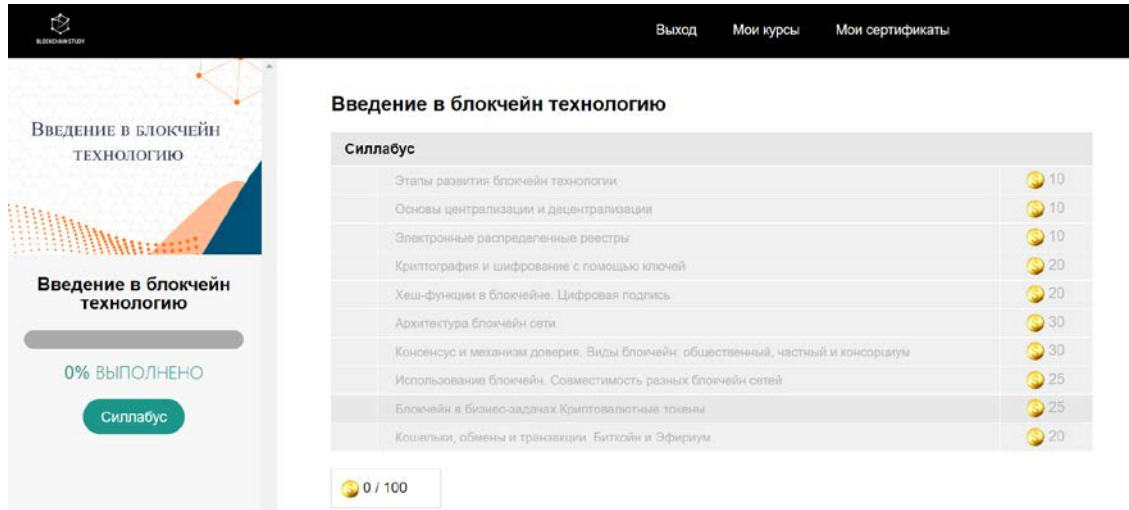 BLOCKCHAIN STUDY
Выход Мои курсы Мои сертификаты
Введение в блокчейн
технологию
Введение в блокчейн
технологию
0% ВЫПОЛНЕНО
Силлабус
Введение в блокчейн технологию
Силлабус
Этапы развития блокчейн технологии 10
Основы централизации и децентрализации 10
Электронные распределенные реестры 10
Криптография и шифрование с помощью ключей 20
Хеш-функции в блокчейне. Цифровая подпись 20
Архитектура блокчейн сети 30
Консенсус и механизм доверия. Виды блокчейн: общественный, частный и консорциум 30
Использование блокчейн. Совместимость разных блокчейн сетей 25
Блокчейн в бизнес-задачах Криптовалютные токены 25
Кошельки, обмены и транзакции. Биткойн и Эфириум 20
0 / 100